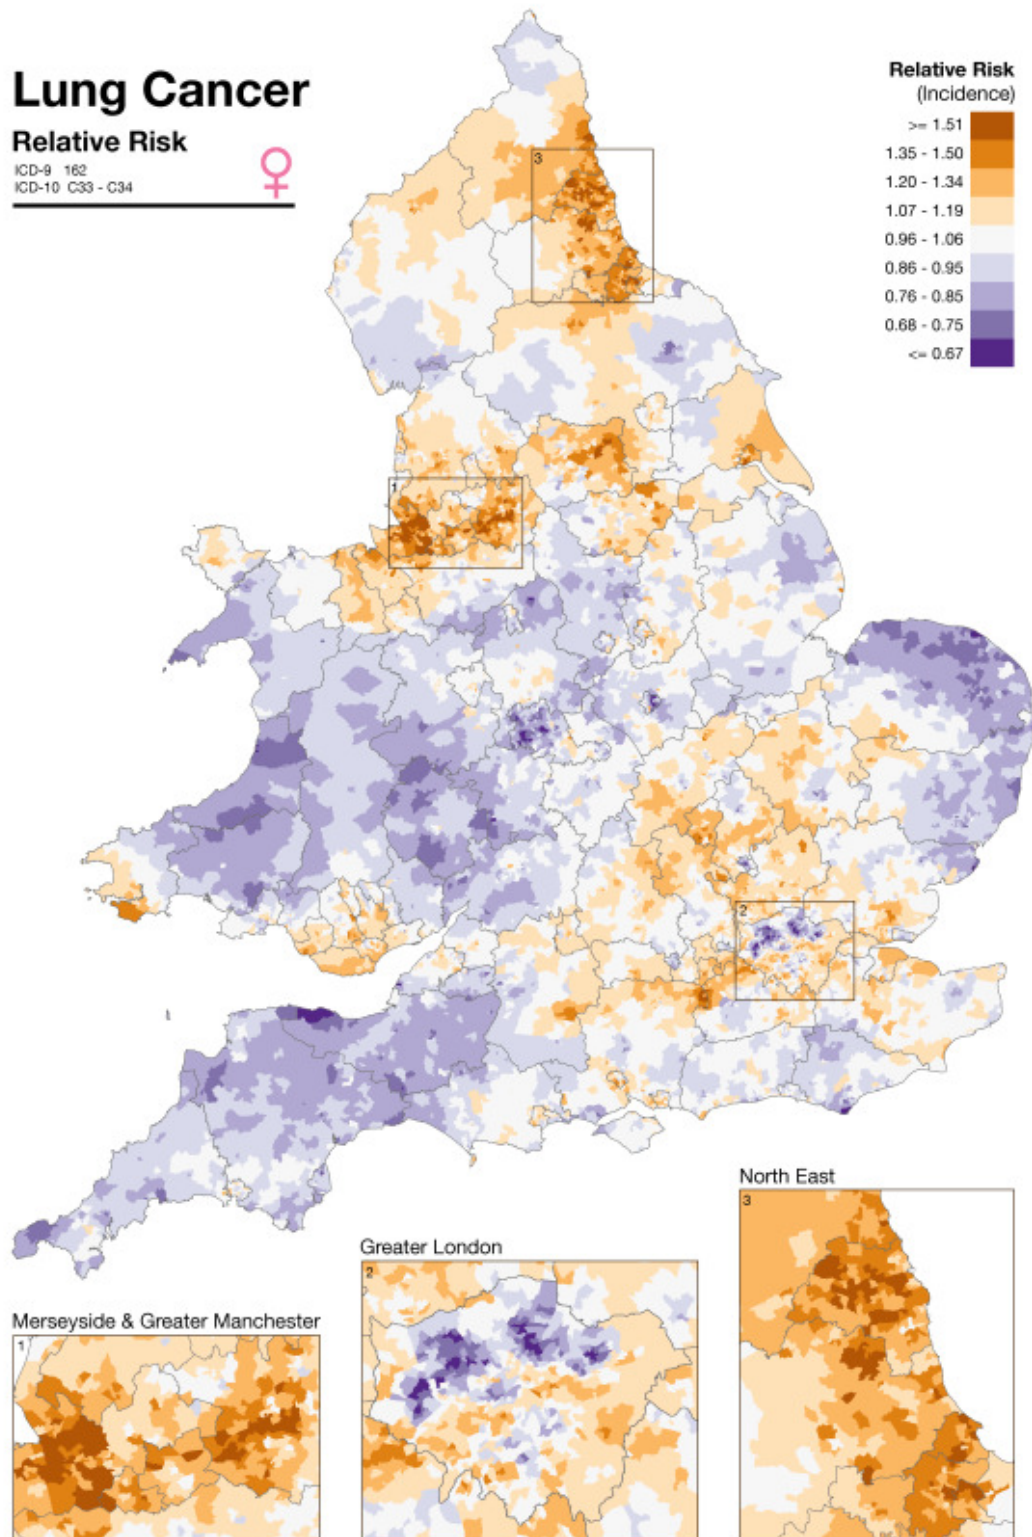 Lung Cancer
Relative Risk
ICD-9 162
ICD-10 C33 - C34
Relative Risk
(Incidence)
>= 1.51
1.35 - 1.50
1.20 - 1.34
1.07 - 1.19
0.96 - 1.06
0.86 - 0.95
0.76 - 0.85
0.68 - 0.75
<= 0.67
3
1
2
North East
3
Greater London
2
Merseyside & Greater Manchester
1